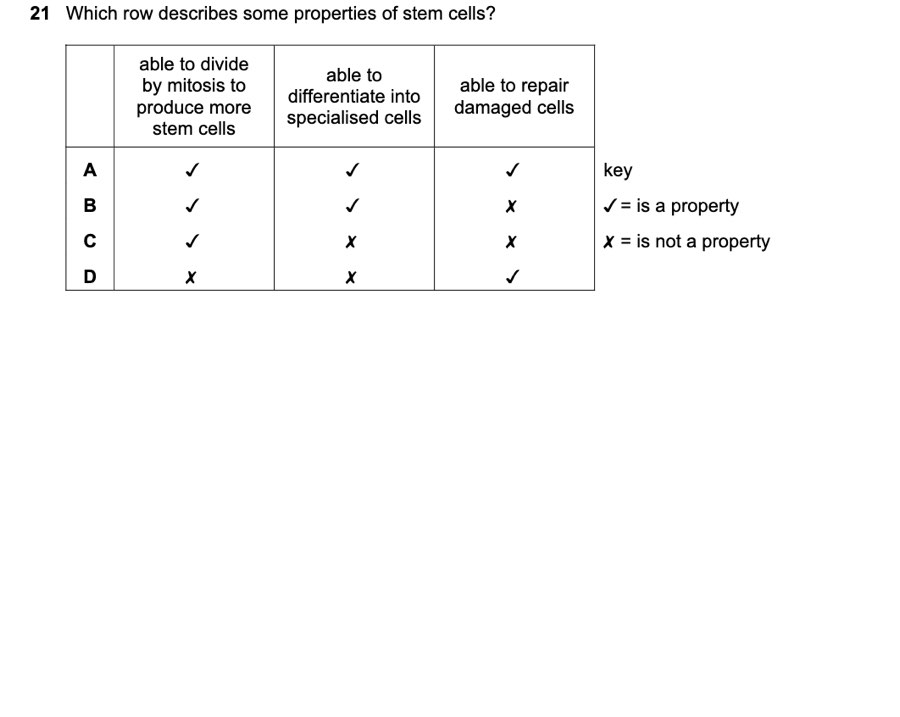 21 Which row describes some properties of stem cells?
able to divide
by mitosis to
produce more
stem cells
able to
differentiate into
specialised cells
able to repair
damaged cells
A ✓ ✓ ✓
key
B ✓ ✓ ✗
✓ = is a property
C ✓ ✗ ✗
✗ = is not a property
D ✗ ✗ ✓